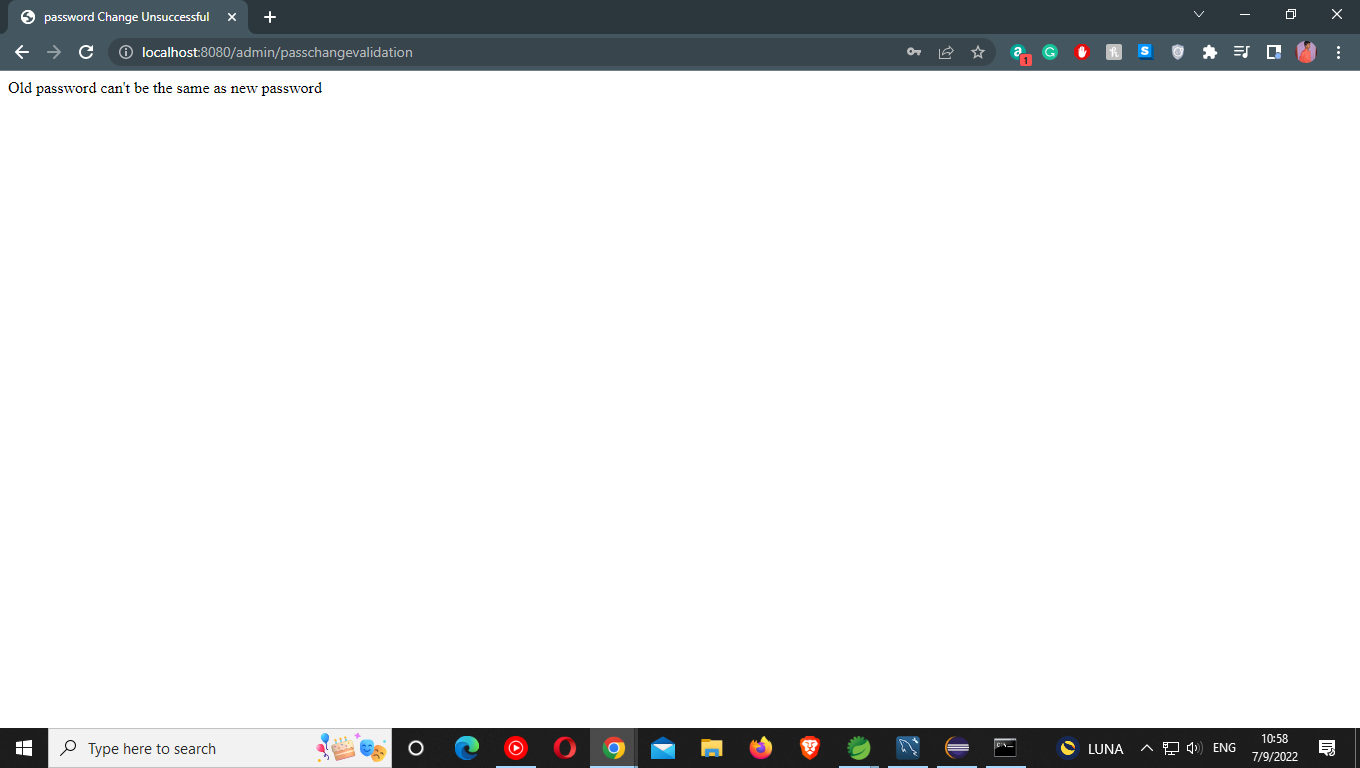 password Change Unsuccessful
localhost:8080/admin/passchangevalidation
1
Old password can't be the same as new password
Type here to search
LUNA
ENG
10:58
7/9/2022